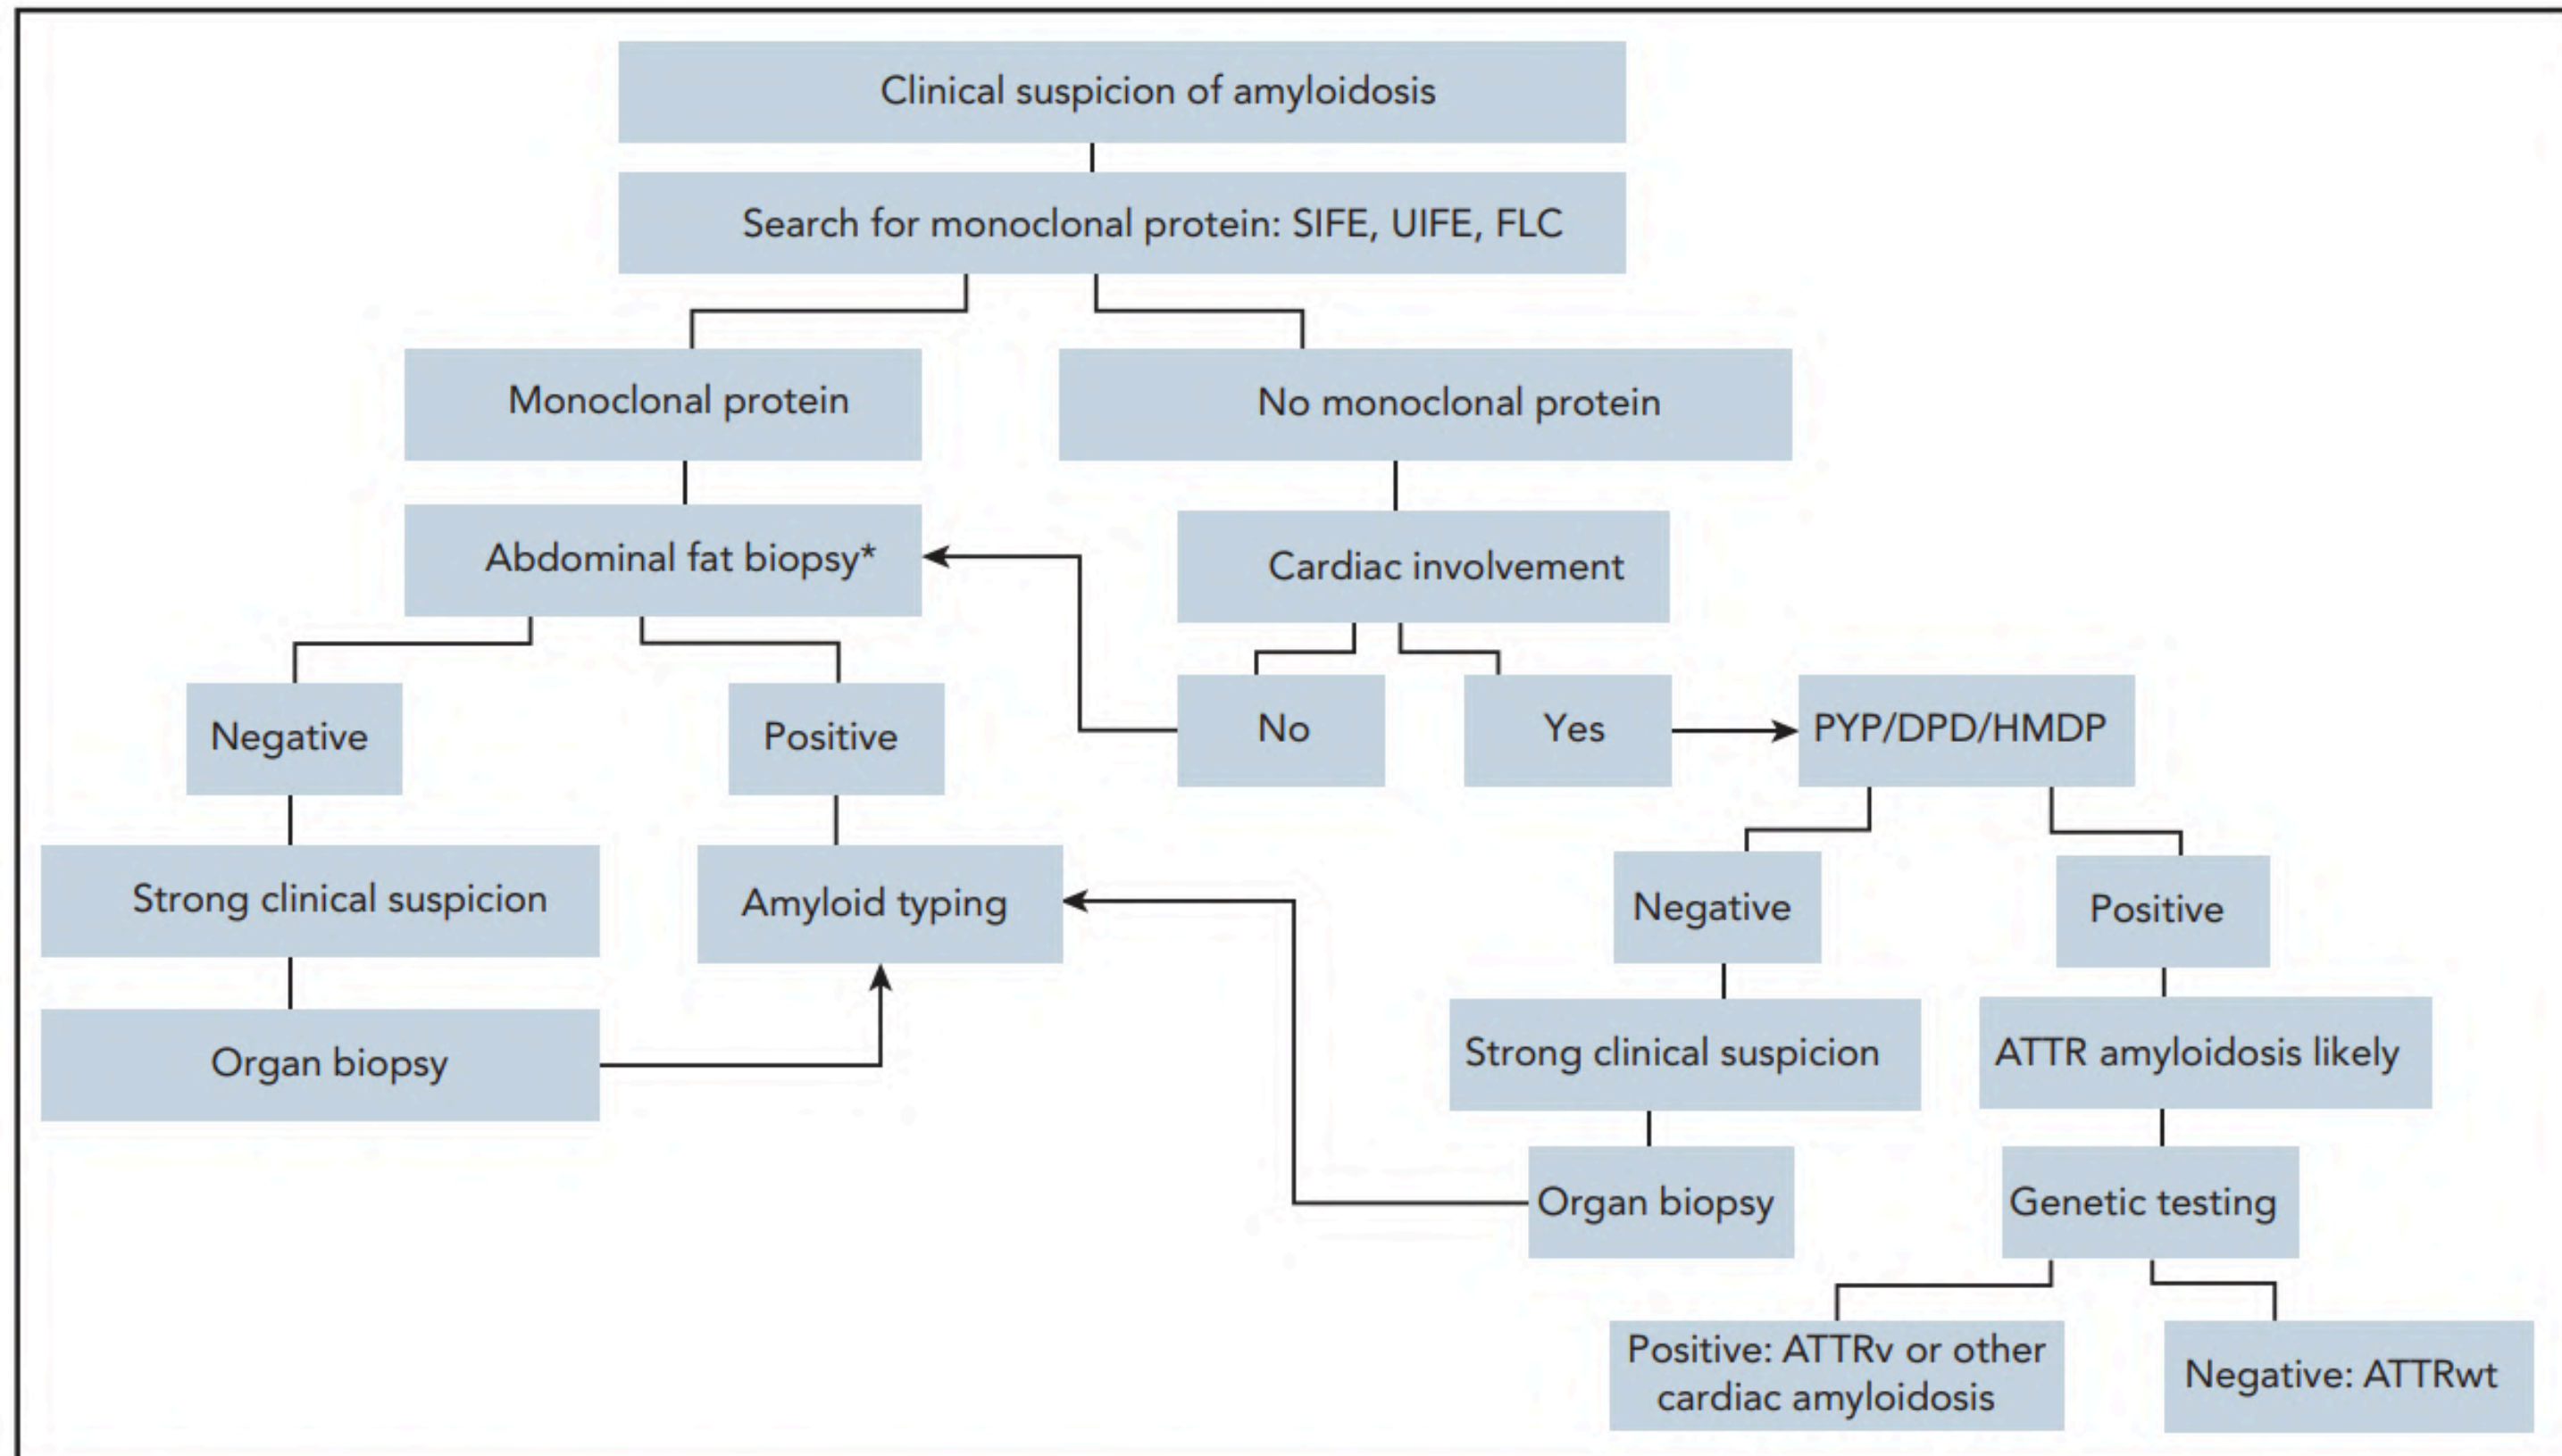 Clinical suspicion of amyloidosis
Search for monoclonal protein: SIFE, UIFE, FLC
Monoclonal protein
No monoclonal protein
Abdominal fat biopsy*
Cardiac involvement
Negative
Positive
No
Yes
PYP/DPD/HMDP
Strong clinical suspicion
Amyloid typing
Negative
Positive
Organ biopsy
Strong clinical suspicion
ATTR amyloidosis likely
Organ biopsy
Genetic testing
Positive: ATTRv or other
cardiac amyloidosis
Negative: ATTRwt